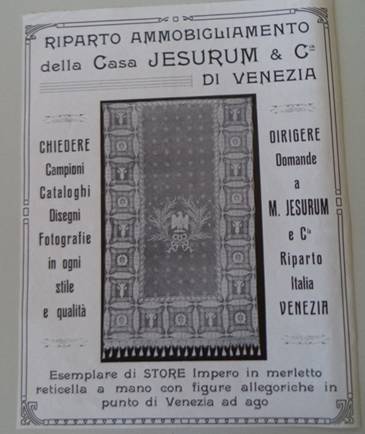 RIPARTO AMMOBIGLIAMENTO
della Casa JESURUM & Cia
DI VENEZIA
CHIEDERE
Campioni
Cataloghi
Disegni
Fotografie
in ogni
stile
e qualità
DIRIGERE
Domande
a
M. JESURUM
e Cia
Riparto
Italia
VENEZIA
Esemplare di STORE Impero in merletto
reticella a mano con figure allegoriche in
punto di Venezia ad ago